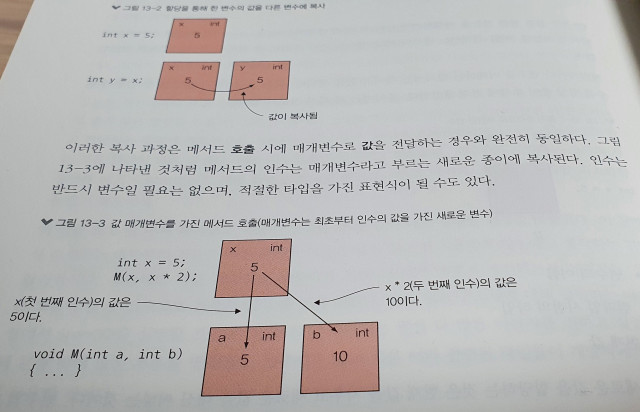 그림 13-2 할당을 통해 한 변수의 값을 다른 변수에 복사
int x = 5;
x int
5
int y = x;
x int
5
y int
5
값이 복사됨
이러한 복사 과정은 메서드 호출 시에 매개변수로 값을 전달하는 경우와 완전히 동일하다. 그림
13-3에 나타낸 것처럼 메서드의 인수는 매개변수라고 부르는 새로운 종이에 복사된다. 인수는
반드시 변수일 필요는 없으며, 적절한 타입을 가진 표현식이 될 수도 있다.
그림 13-3 값 매개변수를 가진 메서드 호출(매개변수는 최초부터 인수의 값을 가진 새로운 변수)
int x = 5;
M(x, x * 2);
x int
5
x(첫 번째 인수)의 값은
5이다.
x * 2(두 번째 인수)의 값은
10이다.
void M(int a, int b)
{ ... }
a int
5
b int
10